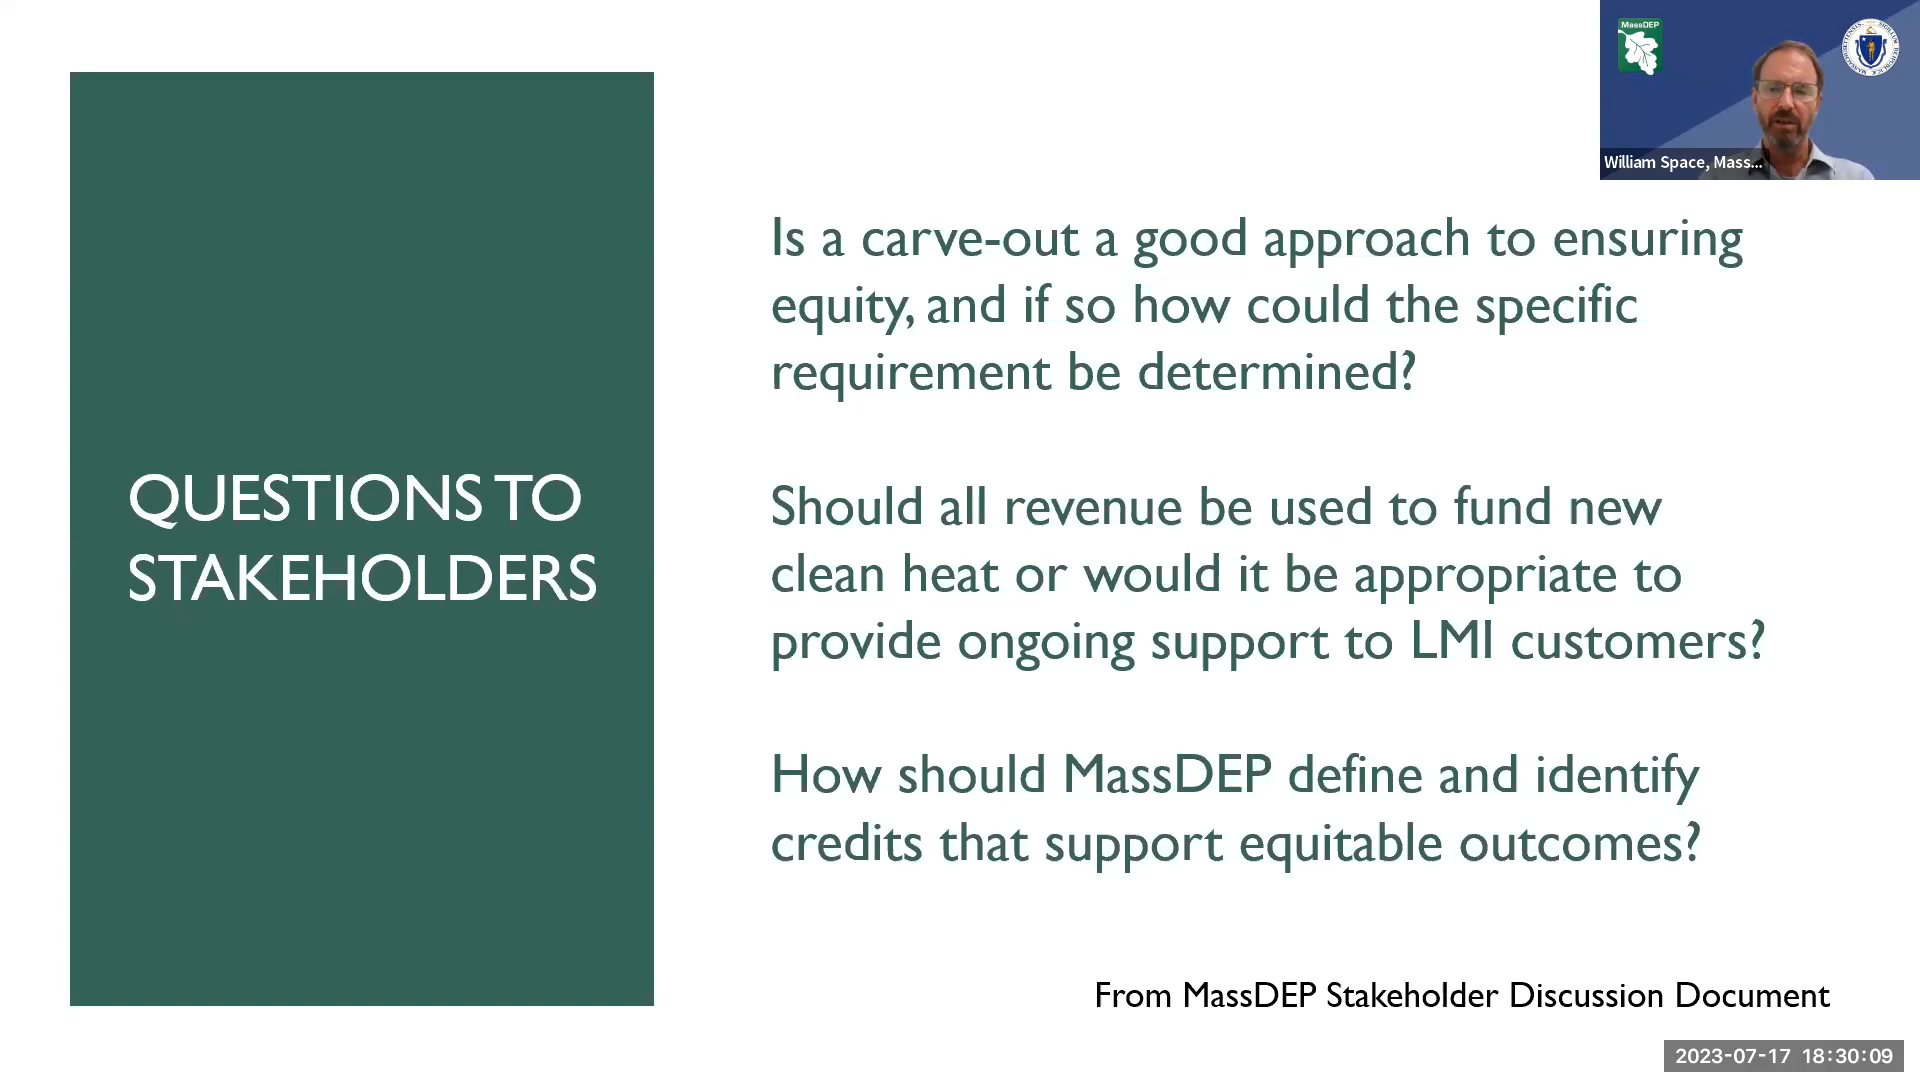 MassDEP
William Space, Mass...
QUESTIONS TO
STAKEHOLDERS
Is a carve-out a good approach to ensuring
equity, and if so how could the specific
requirement be determined?
Should all revenue be used to fund new
clean heat or would it be appropriate to
provide ongoing support to LMI customers?
How should MassDEP define and identify
credits that support equitable outcomes?
From MassDEP Stakeholder Discussion Document
2023-07-17 18:30:09